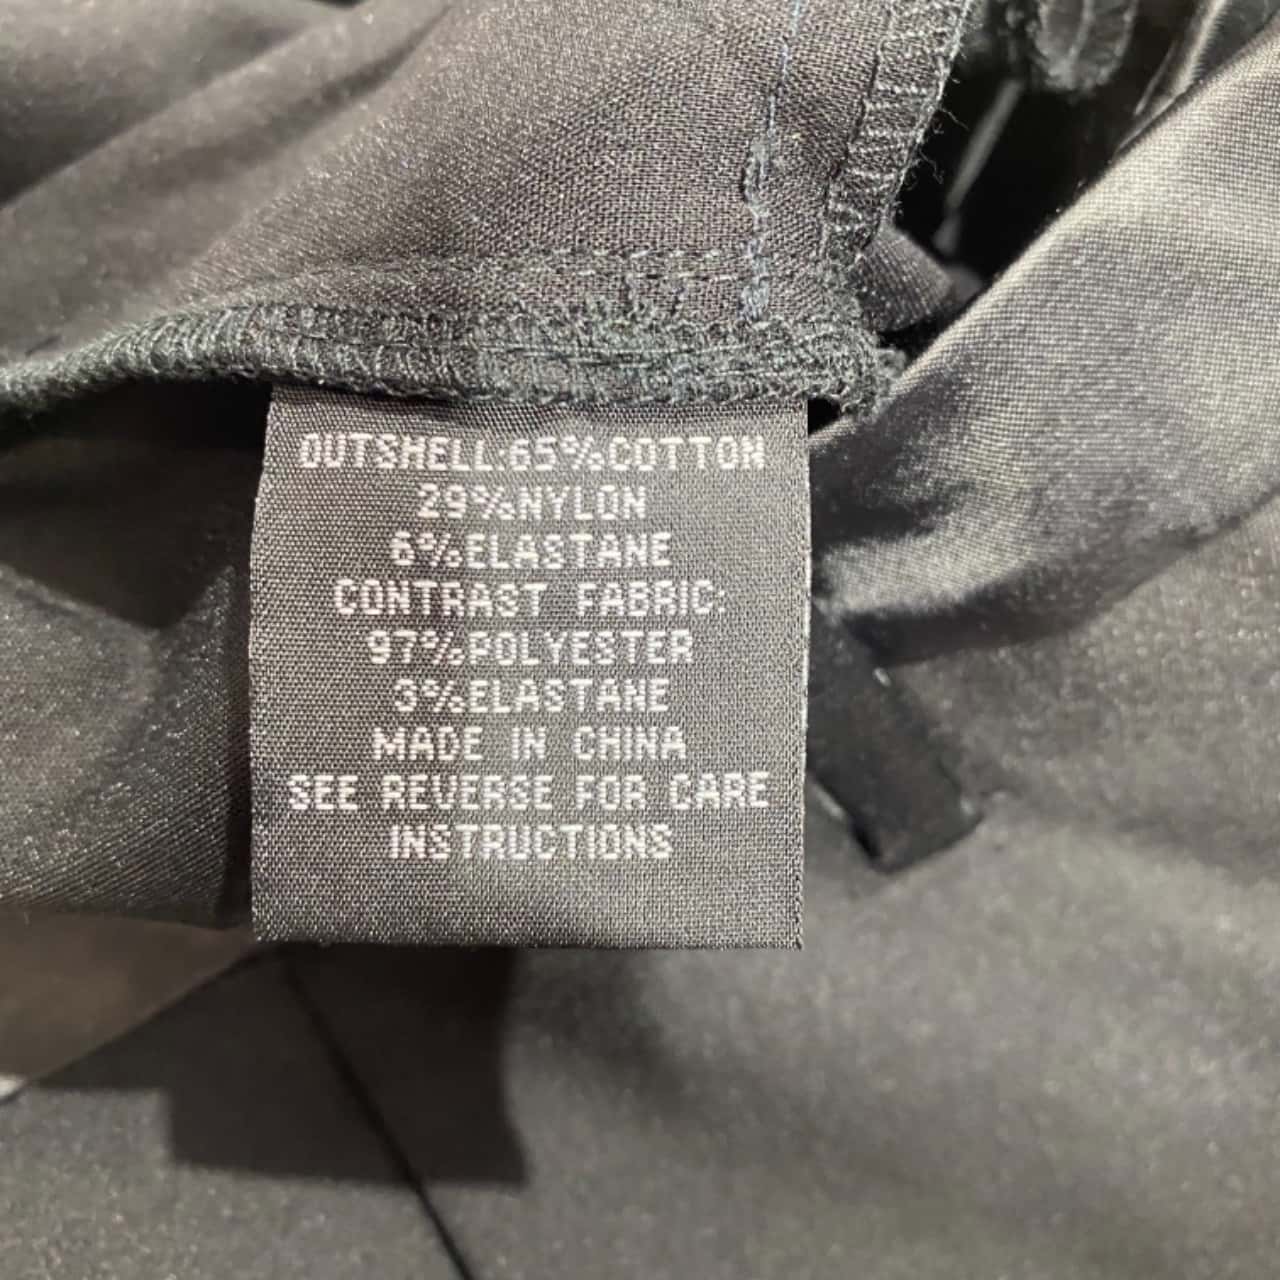 OUTSHELL:65%COTTON
29%NYLON
6%ELASTANE
CONTRAST FABRIC:
97%POLYESTER
3%ELASTANE
MADE IN CHINA
SEE REVERSE FOR CARE
INSTRUCTIONS